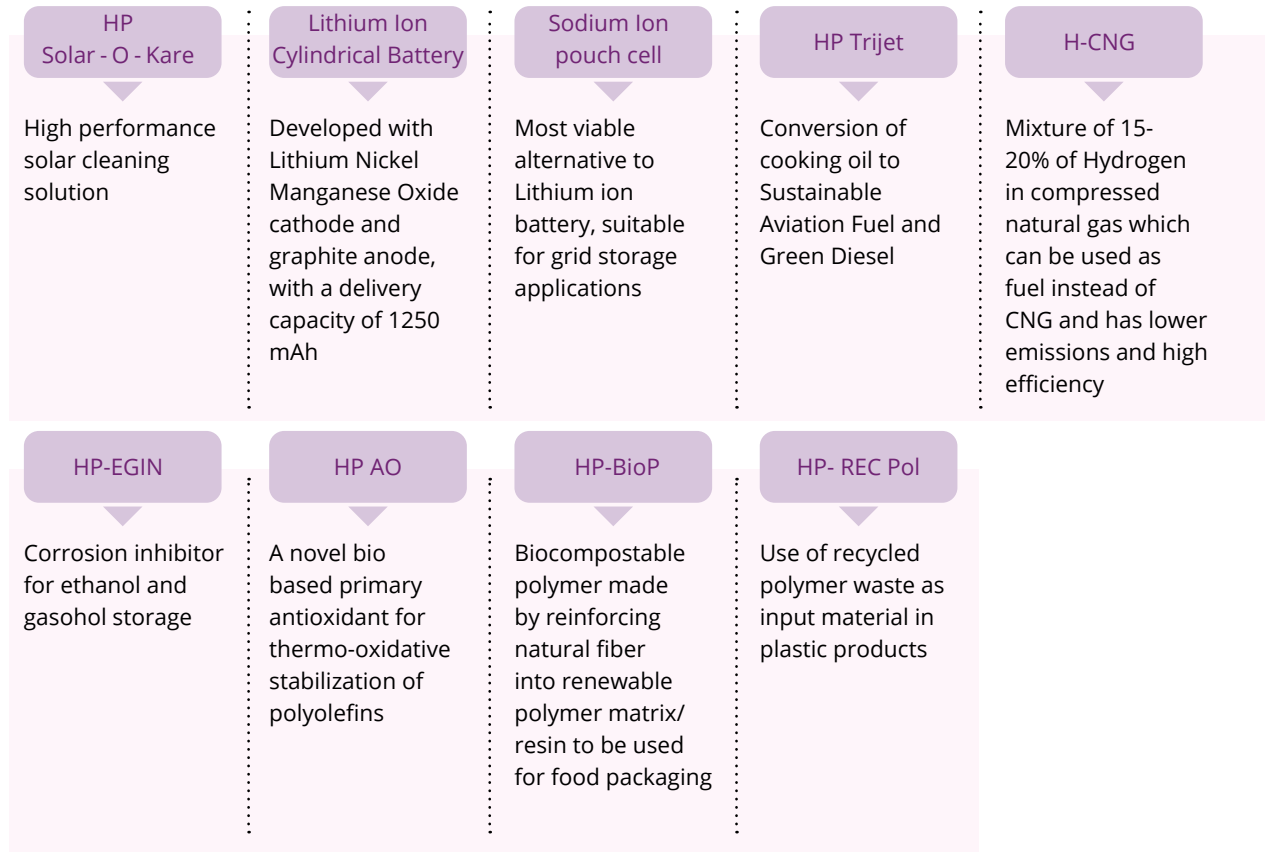 HP
Solar - O - Kare
High performance
solar cleaning
solution
Lithium Ion
Cylindrical Battery
Developed with
Lithium Nickel
Manganese Oxide
cathode and
graphite anode,
with a delivery
capacity of 1250
mAh
Sodium Ion
pouch cell
Most viable
alternative to
Lithium ion
battery, suitable
for grid storage
applications
HP Trijet
Conversion of
cooking oil to
Sustainable
Aviation Fuel and
Green Diesel
H-CNG
Mixture of 15-
20% of Hydrogen
in compressed
natural gas which
can be used as
fuel instead of
CNG and has lower
emissions and high
efficiency
HP-EGIN
Corrosion inhibitor
for ethanol and
gasohol storage
HP AO
A novel bio
based primary
antioxidant for
thermo-oxidative
stabilization of
polyolefins
HP-BioP
Biocompostable
polymer made
by reinforcing
natural fiber
into renewable
polymer matrix/
resin to be used
for food packaging
HP- REC Pol
Use of recycled
polymer waste as
input material in
plastic products